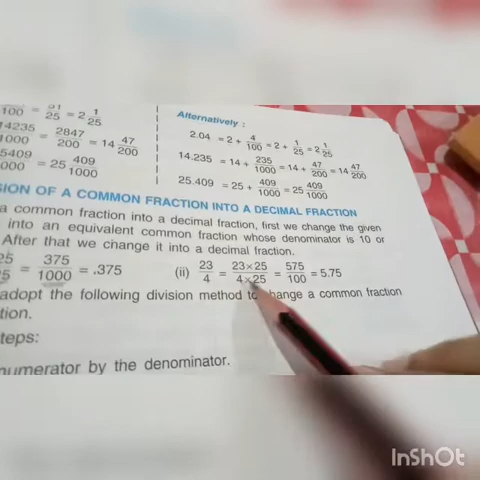 100 = 51/25 = 2 1/25
14235/1000 = 2847/200 = 14 47/200
5409/000 = 25 409/1000
Alternatively :
2.04 = 2 + 4/100 = 2 + 1/25 = 2 1/25
14.235 = 14 + 235/1000 = 14 + 47/200 = 14 47/200
25.409 = 25 + 409/1000 = 25 409/1000
SION OF A COMMON FRACTION INTO A DECIMAL FRACTION
a common fraction into a decimal fraction, first we change the given
into an equivalent common fraction whose denominator is 10 or
After that we change it into a decimal fraction.
25/5 = 375/1000 = .375 (ii) 23/4 = 23×25/4×25 = 575/100 = 5.75
adopt the following division method to change a common fraction
tion.
teps:
numerator by the denominator.
InShOt